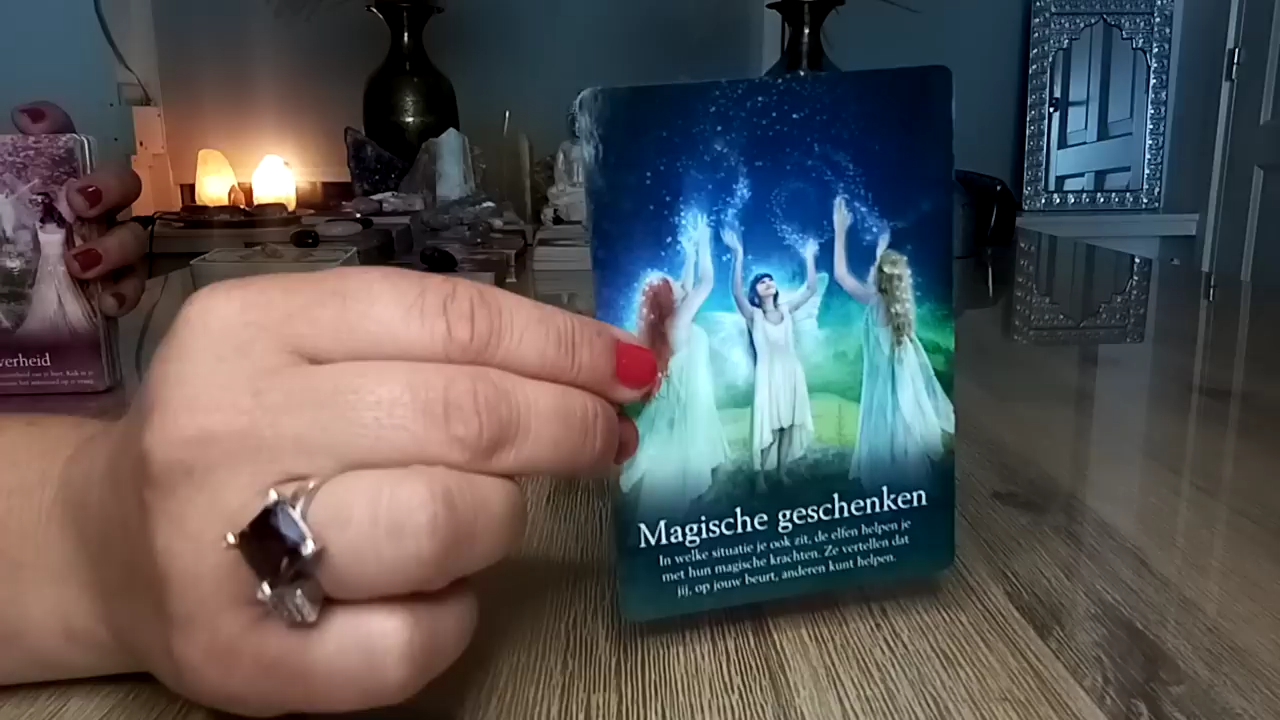 verheid
Magische geschenken
In welke situatie je ook zit, de elfen helpen je
met hun magische krachten. Ze vertellen dat
jij, op jouw beurt, anderen kunt helpen.